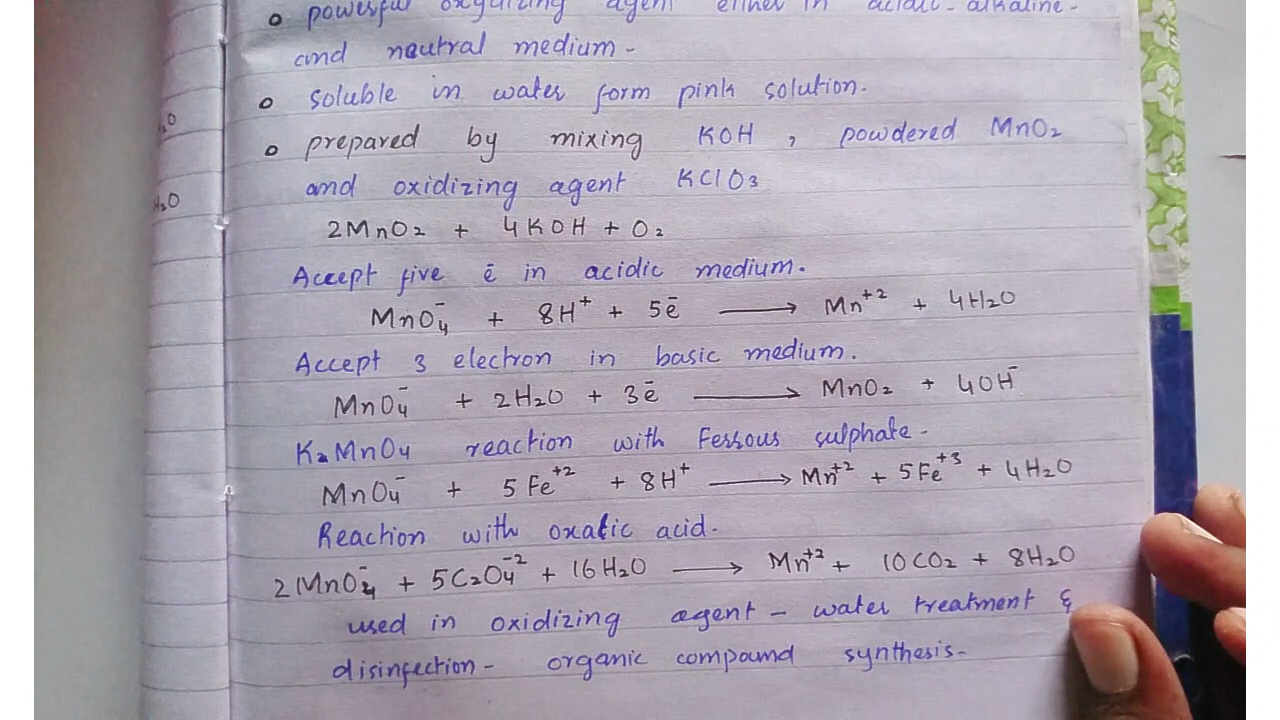 powerful oxydizing agent either in acidic - alkaline -
and neutral medium -
soluble in water form pink solution.
prepared by mixing KOH , powdered MnO₂
and oxidizing agent KClO₃
2MnO₂ + 4KOH + O₂
Accept five ē in acidic medium.
MnO₄⁻ + 8H⁺ + 5ē ⟶ Mn⁺² + 4H₂O
Accept 3 electron in basic medium.
MnO₄⁻ + 2H₂O + 3ē ⟶ MnO₂ + 4OH⁻
K₂MnO₄ reaction with Ferrous sulphate -
MnO₄⁻ + 5Fe⁺² + 8H⁺ ⟶ Mn⁺² + 5Fe⁺³ + 4H₂O
Reaction with oxalic acid.
2MnO₄⁻ + 5C₂O₄⁻² + 16H₂O ⟶ Mn⁺² + 10CO₂ + 8H₂O
used in oxidizing agent - water treatment &
disinfection - organic compound synthesis -